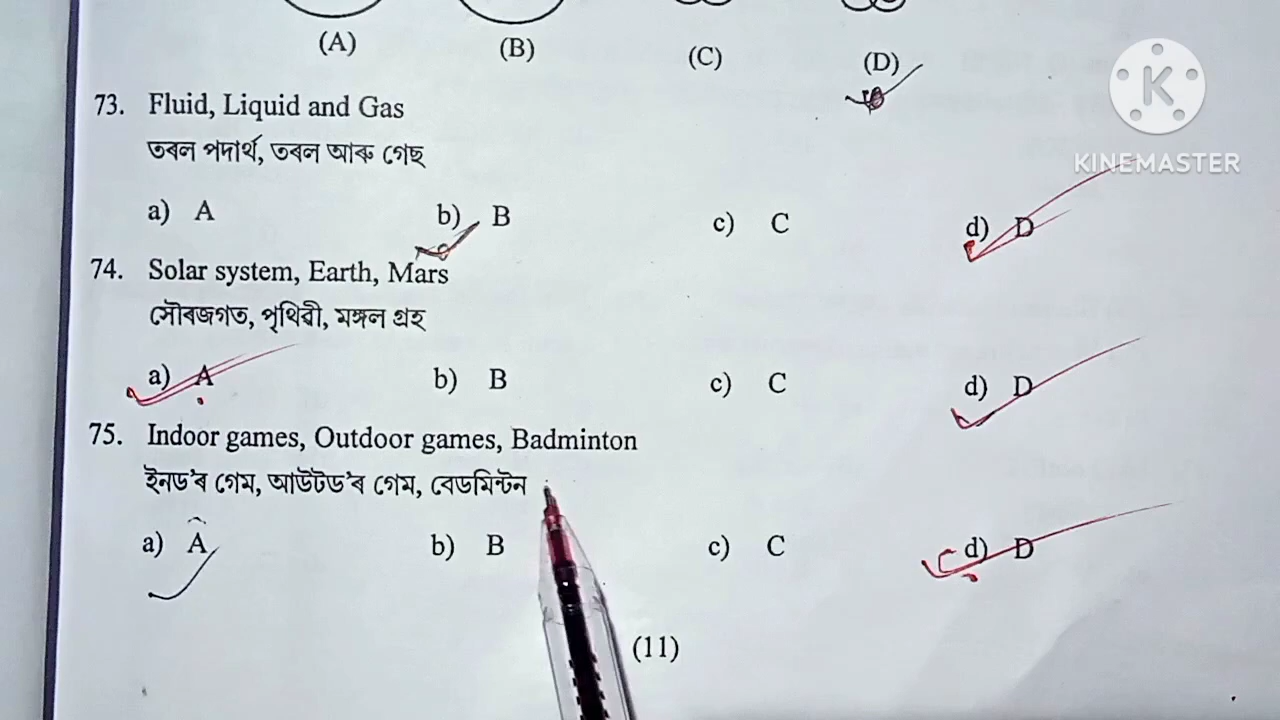 (A) (B) (C) (D)
K
KINEMASTER
73. Fluid, Liquid and Gas
তৰল পদাৰ্থ, তৰল আৰু গেছ
a) A b) B c) C d) D
74. Solar system, Earth, Mars
সৌৰজগত, পৃথিৱী, মঙ্গল গ্ৰহ
a) A b) B c) C d) D
75. Indoor games, Outdoor games, Badminton
ইনড'ৰ গেম, আউটড'ৰ গেম, বেডমিন্টন
a) A b) B c) C d) D
(11)